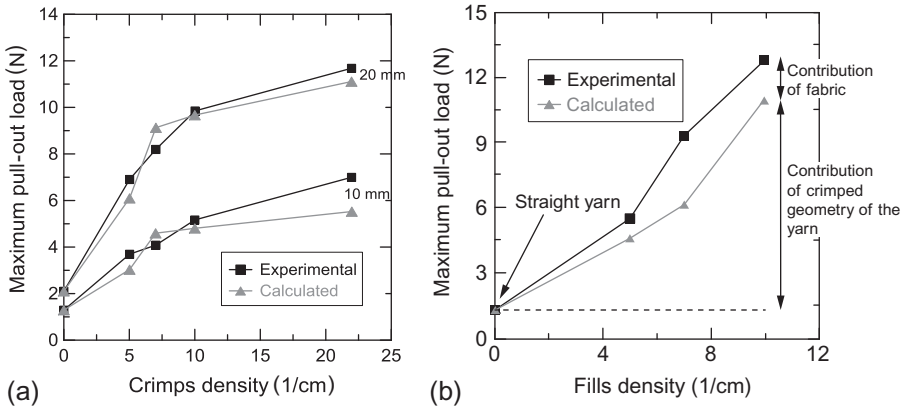 14
12
10
8
6
4
2
0
0
5
10
15
20
25
Maximum pull-out load (N)
Crimps density (1/cm)
20 mm
10 mm
Experimental
Calculated
(a)
15
12
9
6
3
0
0
4
8
12
Maximum pull-out load (N)
Fills density (1/cm)
Experimental
Calculated
Straight yarn
Contribution
of fabric
Contribution
of crimped
geometry of the
yarn
(b)